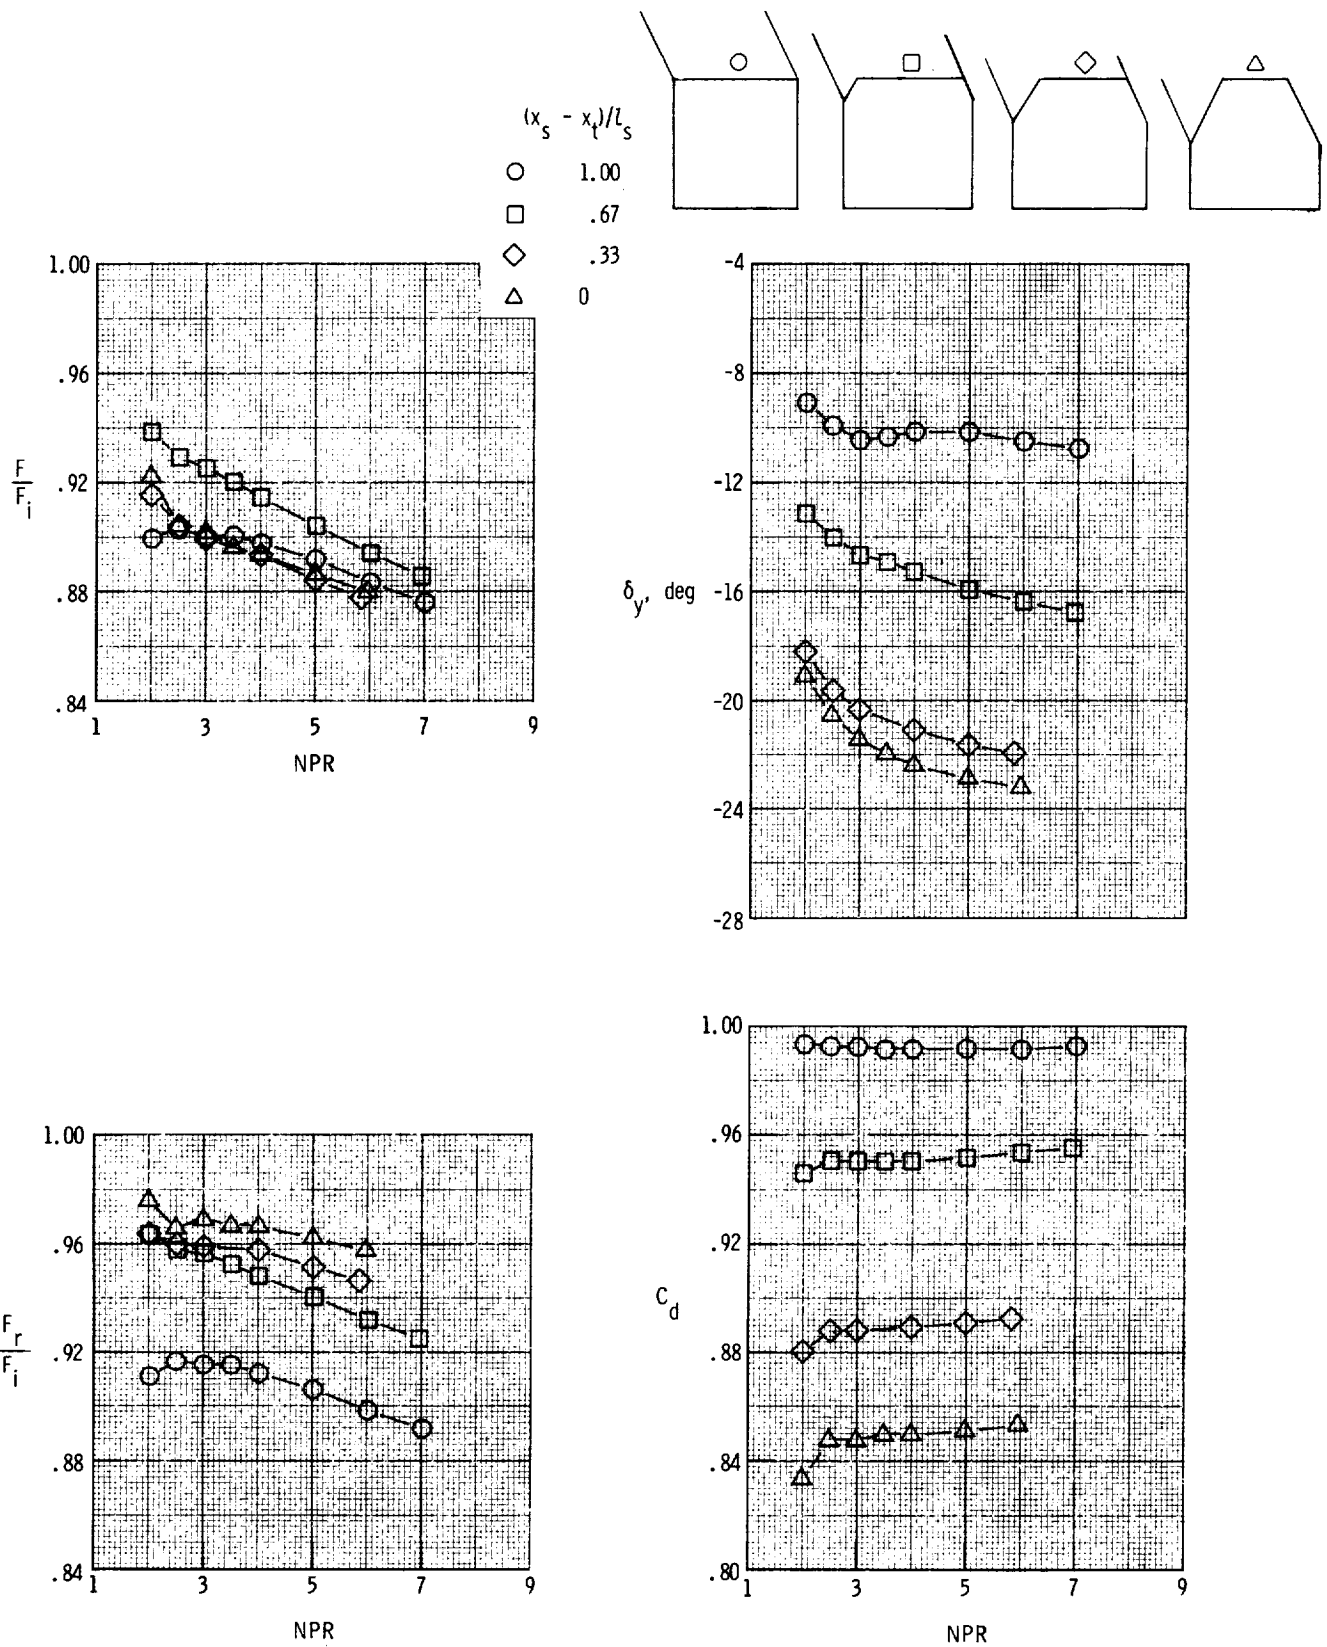 (x_s - x_t)/l_s
1.00
.67
.33
0
1.00
.96
.92
.88
.84
F
F_i
1 3 5 7 9
NPR
-4
-8
-12
-16
-20
-24
-28
δ_y, deg
1.00
.96
.92
.88
.84
F_r
F_i
1 3 5 7 9
NPR
1.00
.96
.92
.88
.84
.80
C_d
1 3 5 7 9
NPR